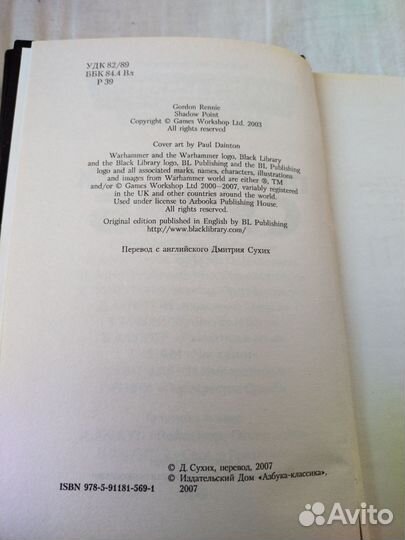 УДК 82/89
ББК 84.4 Вл
Р 39
Gordon Rennie
Shadow Point
Copyright © Games Workshop Ltd. 2003
All rights reserved
Cover art by Paul Dainton
Warhammer and the Warhammer logo, Black Library
and the Black Library logo, BL Publishing and the BL Publishing
logo and all associated marks, names, characters, illustrations
and images from Warhammer world are either ®, TM
and/or © Games Workshop Ltd 2000–2007, variably registered
in the UK and other countries around the world.
Used under license to Azbooka Publishing House.
All rights reserved.
Original edition published in English by BL Publishing
http://www.blacklibrary.com/
Перевод с английского Дмитрия Сухих
© Д. Сухих, перевод, 2007
© Издательский Дом «Азбука-классика»,
2007
ISBN 978-5-91181-569-1
Avito